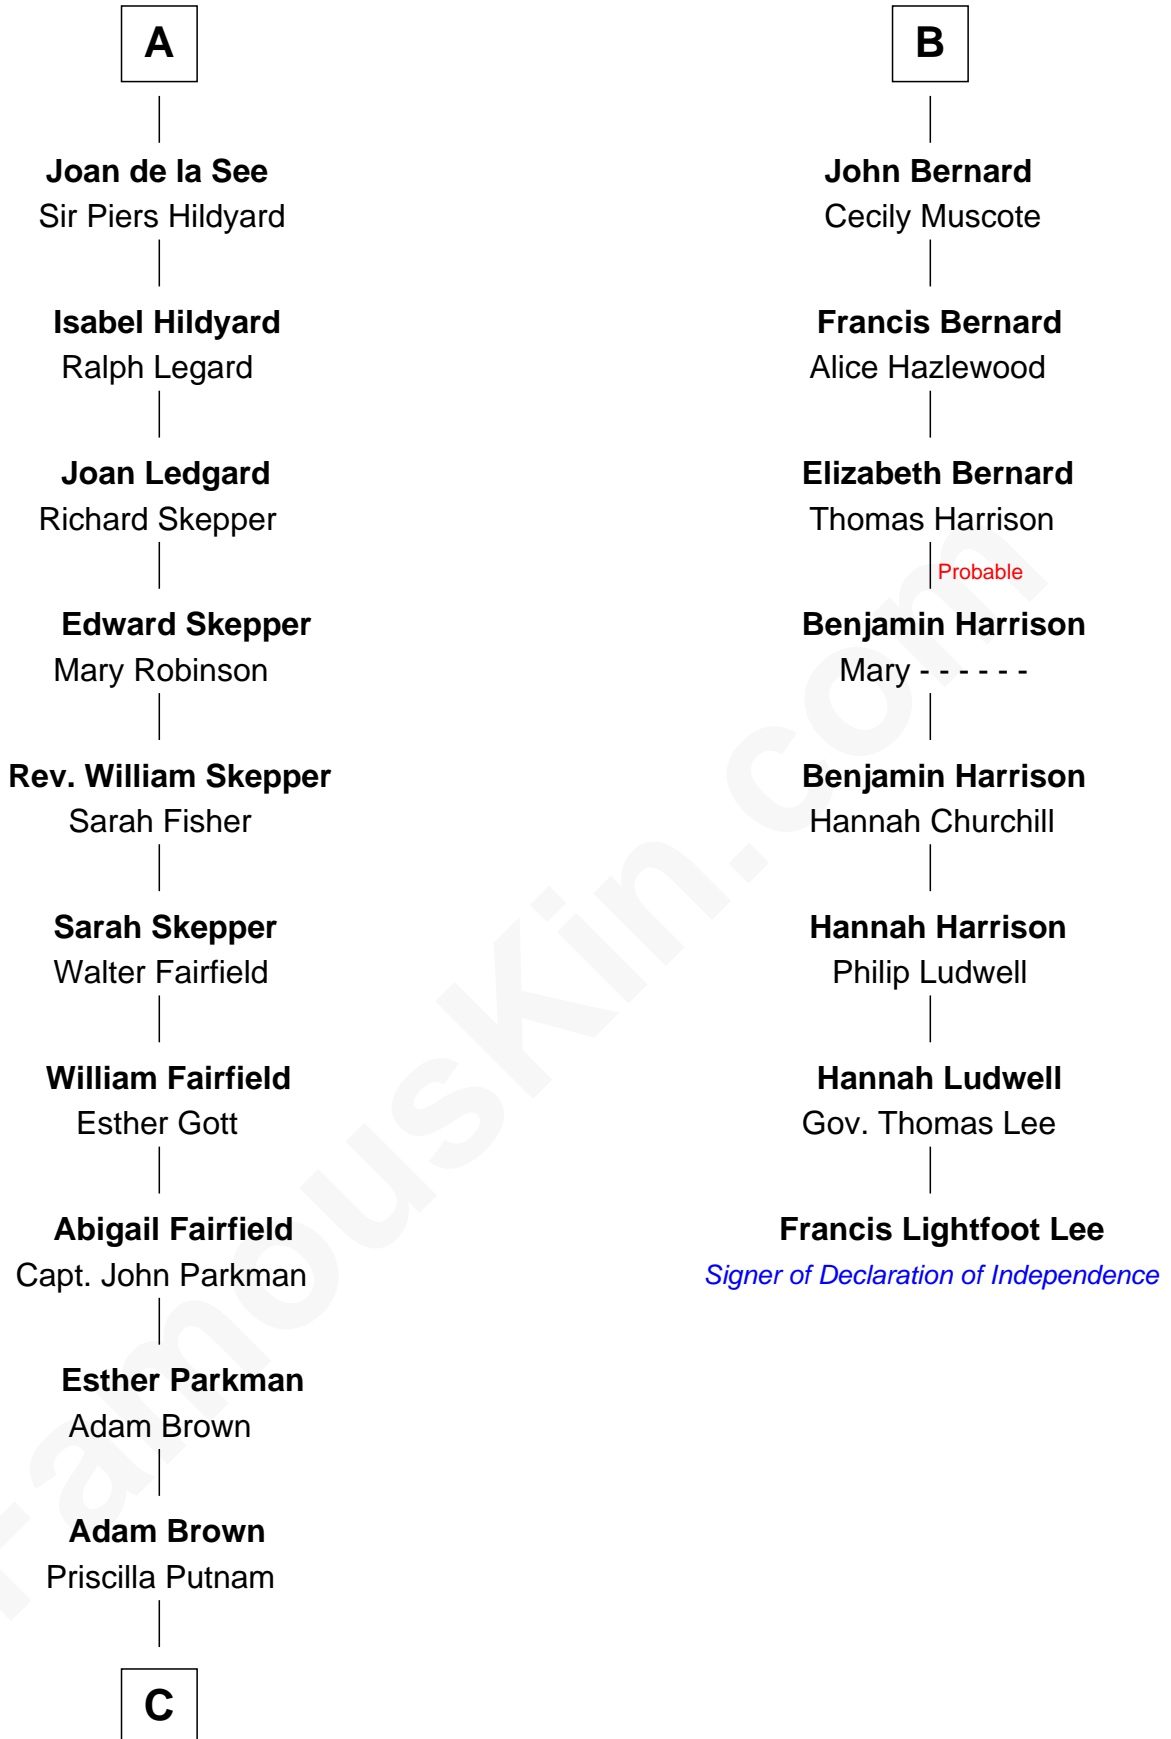 A
Joan de la See
Sir Piers Hildyard
Isabel Hildyard
Ralph Legard
Joan Ledgard
Richard Skepper
Edward Skepper
Mary Robinson
Rev. William Skepper
Sarah Fisher
Sarah Skepper
Walter Fairfield
William Fairfield
Esther Gott
Abigail Fairfield
Capt. John Parkman
Esther Parkman
Adam Brown
Adam Brown
Priscilla Putnam
C
B
John Bernard
Cecily Muscote
Francis Bernard
Alice Hazlewood
Elizabeth Bernard
Thomas Harrison
Probable
Benjamin Harrison
Mary - - - - - -
Benjamin Harrison
Hannah Churchill
Hannah Harrison
Philip Ludwell
Hannah Ludwell
Gov. Thomas Lee
Francis Lightfoot Lee
Signer of Declaration of Independence
FamousKin.com